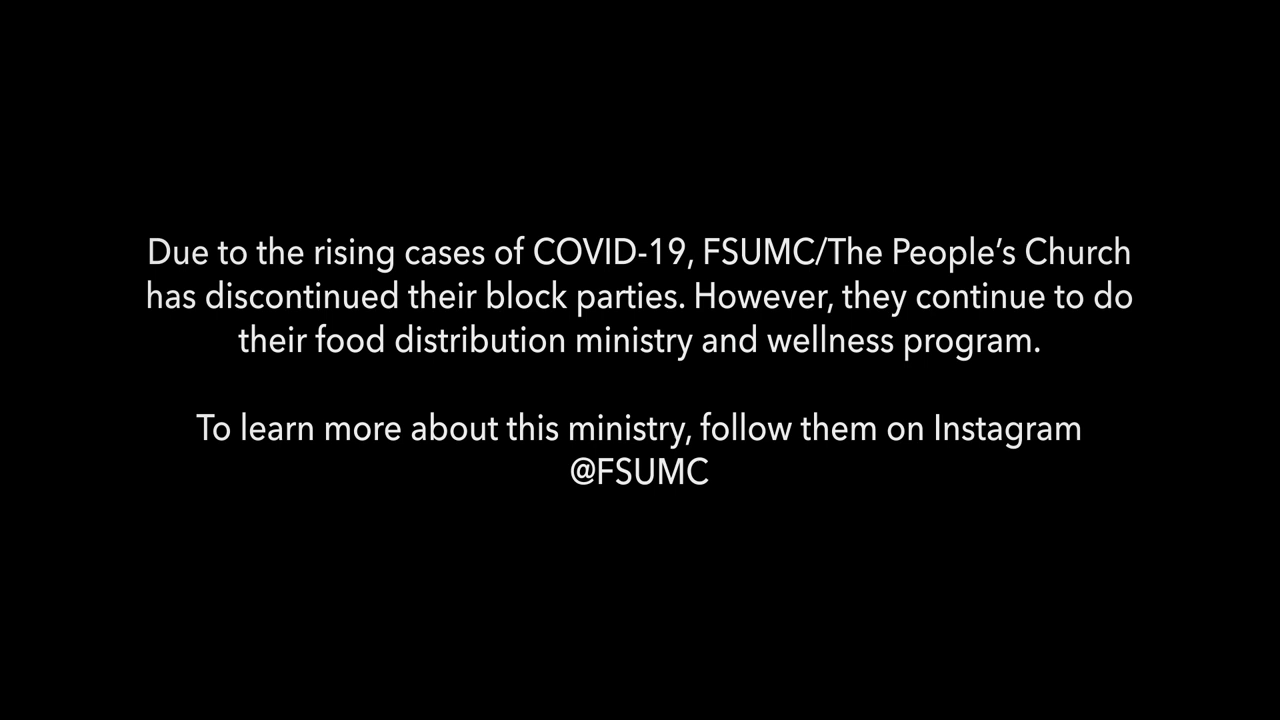 Due to the rising cases of COVID-19, FSUMC/The People’s Church
has discontinued their block parties. However, they continue to do
their food distribution ministry and wellness program.
To learn more about this ministry, follow them on Instagram
@FSUMC